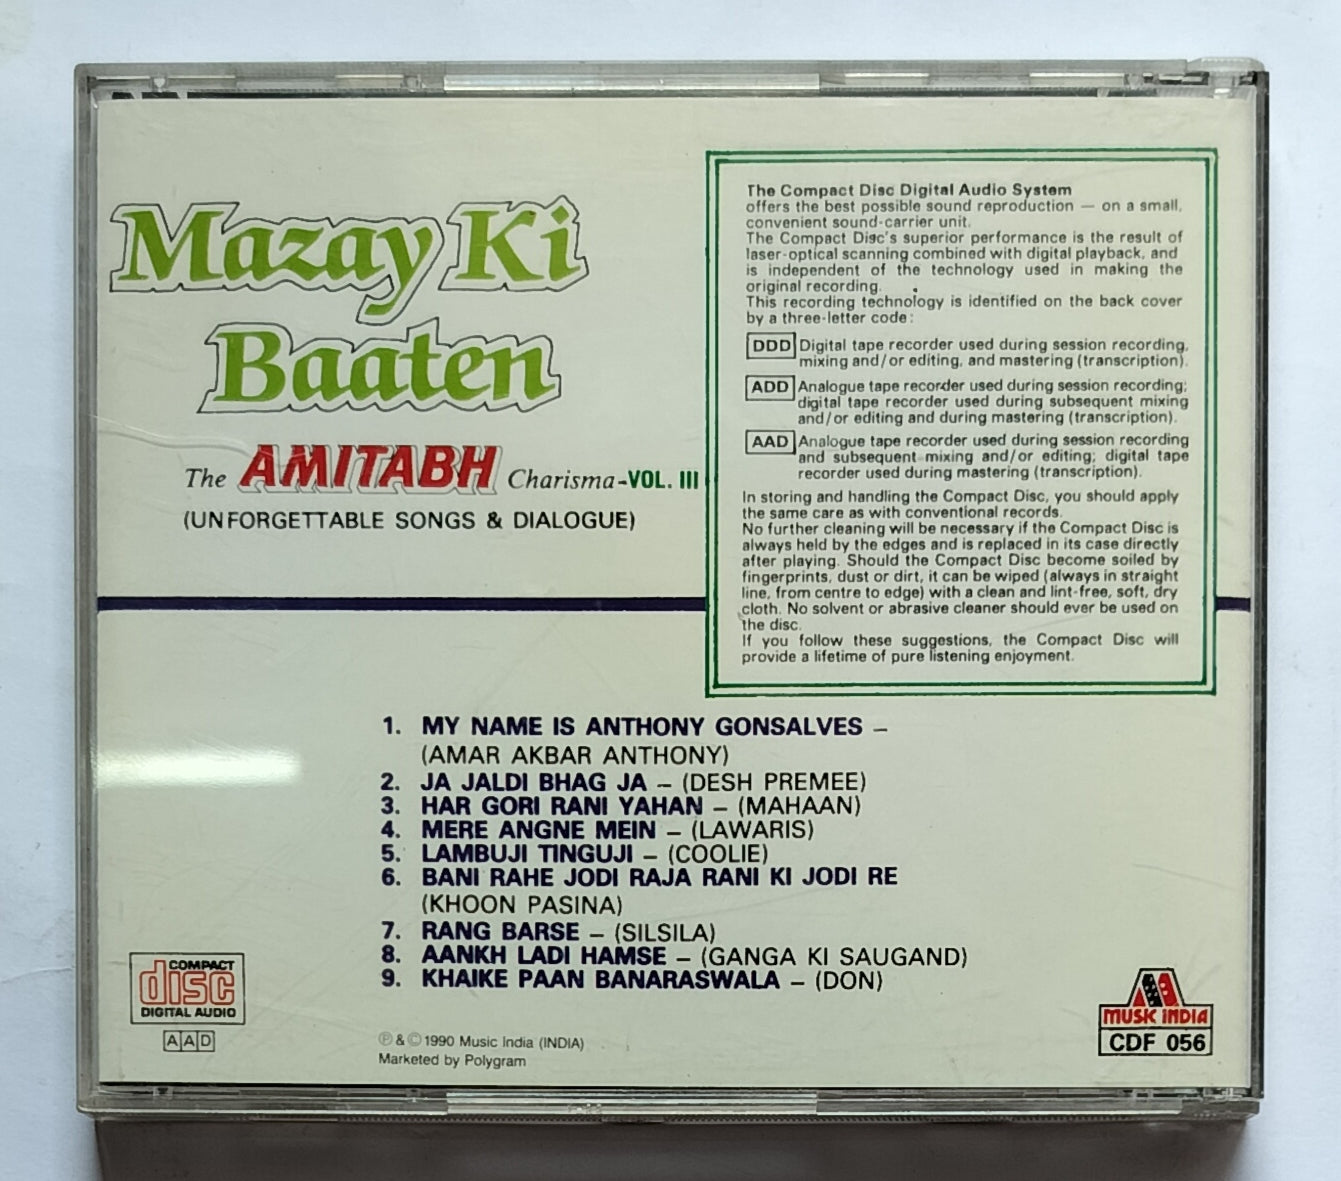 Mazay Ki
Baaten
The AMITABH Charisma-VOL. III
(UNFORGETTABLE SONGS & DIALOGUE)
The Compact Disc Digital Audio System
offers the best possible sound reproduction — on a small,
convenient sound-carrier unit.
The Compact Disc's superior performance is the result of
laser-optical scanning combined with digital playback, and
is independent of the technology used in making the
original recording.
This recording technology is identified on the back cover
by a three-letter code:
DDD Digital tape recorder used during session recording,
mixing and/or editing, and mastering (transcription).
ADD Analogue tape recorder used during session recording;
digital tape recorder used during subsequent mixing
and/or editing and during mastering (transcription).
AAD Analogue tape recorder used during session recording
and subsequent mixing and/or editing; digital tape
recorder used during mastering (transcription).
In storing and handling the Compact Disc, you should apply
the same care as with conventional records.
No further cleaning will be necessary if the Compact Disc is
always held by the edges and is replaced in its case directly
after playing. Should the Compact Disc become soiled by
fingerprints, dust or dirt, it can be wiped (always in straight
line, from centre to edge) with a clean and lint-free, soft, dry
cloth. No solvent or abrasive cleaner should ever be used on
the disc.
If you follow these suggestions, the Compact Disc will
provide a lifetime of pure listening enjoyment.
1. MY NAME IS ANTHONY GONSALVES –
(AMAR AKBAR ANTHONY)
2. JA JALDI BHAG JA – (DESH PREMEE)
3. HAR GORI RANI YAHAN – (MAHAAN)
4. MERE ANGNE MEIN – (LAWARIS)
5. LAMBUJI TINGUJI – (COOLIE)
6. BANI RAHE JODI RAJA RANI KI JODI RE
(KHOON PASINA)
7. RANG BARSE – (SILSILA)
8. AANKH LADI HAMSE – (GANGA KI SAUGAND)
9. KHAIKE PAAN BANARASWALA – (DON)
COMPACT
disc
DIGITAL AUDIO
AAD
℗ & © 1990 Music India (INDIA)
Marketed by Polygram
MUSIC INDIA
CDF 056